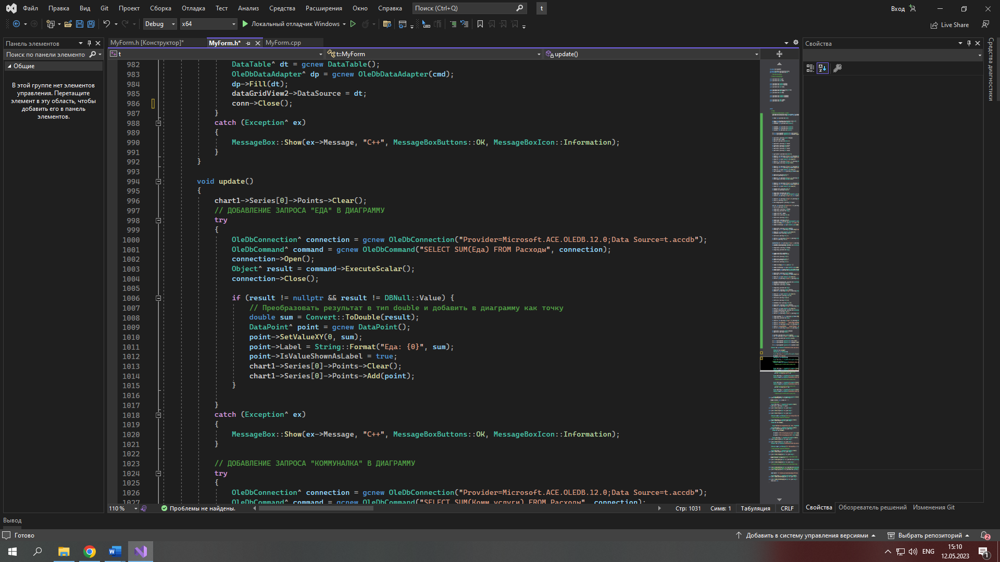 Файл Правка Вид Git Проект Сборка Отладка Тест Анализ Средства Расширения Окно Справка Поиск (Ctrl+Q) t Вход
Debug x64 Локальный отладчик Windows Live Share
Панель элементов
Поиск по панели элементо
Общие
В этой группе нет элементов
управления. Перетащите
элемент в эту область, чтобы
добавить его в панель
элементов.
MyForm.h [Конструктор]* MyForm.h* MyForm.cpp
t t::MyForm update()
982 DataTable^ dt = gcnew DataTable();
983 OleDbDataAdapter^ dp = gcnew OleDbDataAdapter(cmd);
984 dp->Fill(dt);
985 dataGridView2->DataSource = dt;
986 conn->Close();
987 }
988 catch (Exception^ ex)
989 {
990 MessageBox::Show(ex->Message, "C++", MessageBoxButtons::OK, MessageBoxIcon::Information);
991 }
992 }
993
994 void update()
995 {
996 chart1->Series[0]->Points->Clear();
997 // ДОБАВЛЕНИЕ ЗАПРОСА "ЕДА" В ДИАГРАММУ
998 try
999 {
1000 OleDbConnection^ connection = gcnew OleDbConnection("Provider=Microsoft.ACE.OLEDB.12.0;Data Source=t.accdb");
1001 OleDbCommand^ command = gcnew OleDbCommand("SELECT SUM(Еда) FROM Расходы", connection);
1002 connection->Open();
1003 Object^ result = command->ExecuteScalar();
1004 connection->Close();
1005
1006 if (result != nullptr && result != DBNull::Value) {
1007 // Преобразовать результат в тип double и добавить в диаграмму как точку
1008 double sum = Convert::ToDouble(result);
1009 DataPoint^ point = gcnew DataPoint();
1010 point->SetValueXY(0, sum);
1011 point->Label = String::Format("Еда: {0}", sum);
1012 point->IsValueShownAsLabel = true;
1013 chart1->Series[0]->Points->Clear();
1014 chart1->Series[0]->Points->Add(point);
1015 }
1016
1017 }
1018 catch (Exception^ ex)
1019 {
1020 MessageBox::Show(ex->Message, "C++", MessageBoxButtons::OK, MessageBoxIcon::Information);
1021 }
1022
1023 // ДОБАВЛЕНИЕ ЗАПРОСА "КОММУНАЛКА" В ДИАГРАММУ
1024 try
1025 {
1026 OleDbConnection^ connection = gcnew OleDbConnection("Provider=Microsoft.ACE.OLEDB.12.0;Data Source=t.accdb");
1027 OleDbCommand^ command = gcnew OleDbCommand("SELECT SUM(Комм услуги) FROM Расходы", connection);
110 % Проблемы не найдены. Стр: 1031 Симв: 1 Табуляция CRLF
Свойства
Средства диагностики
Свойства Обозреватель решений Изменения Git
Вывод
Готово Добавить в систему управления версиями Выбрать репозиторий 2
ENG 15:10
12.05.2023 1